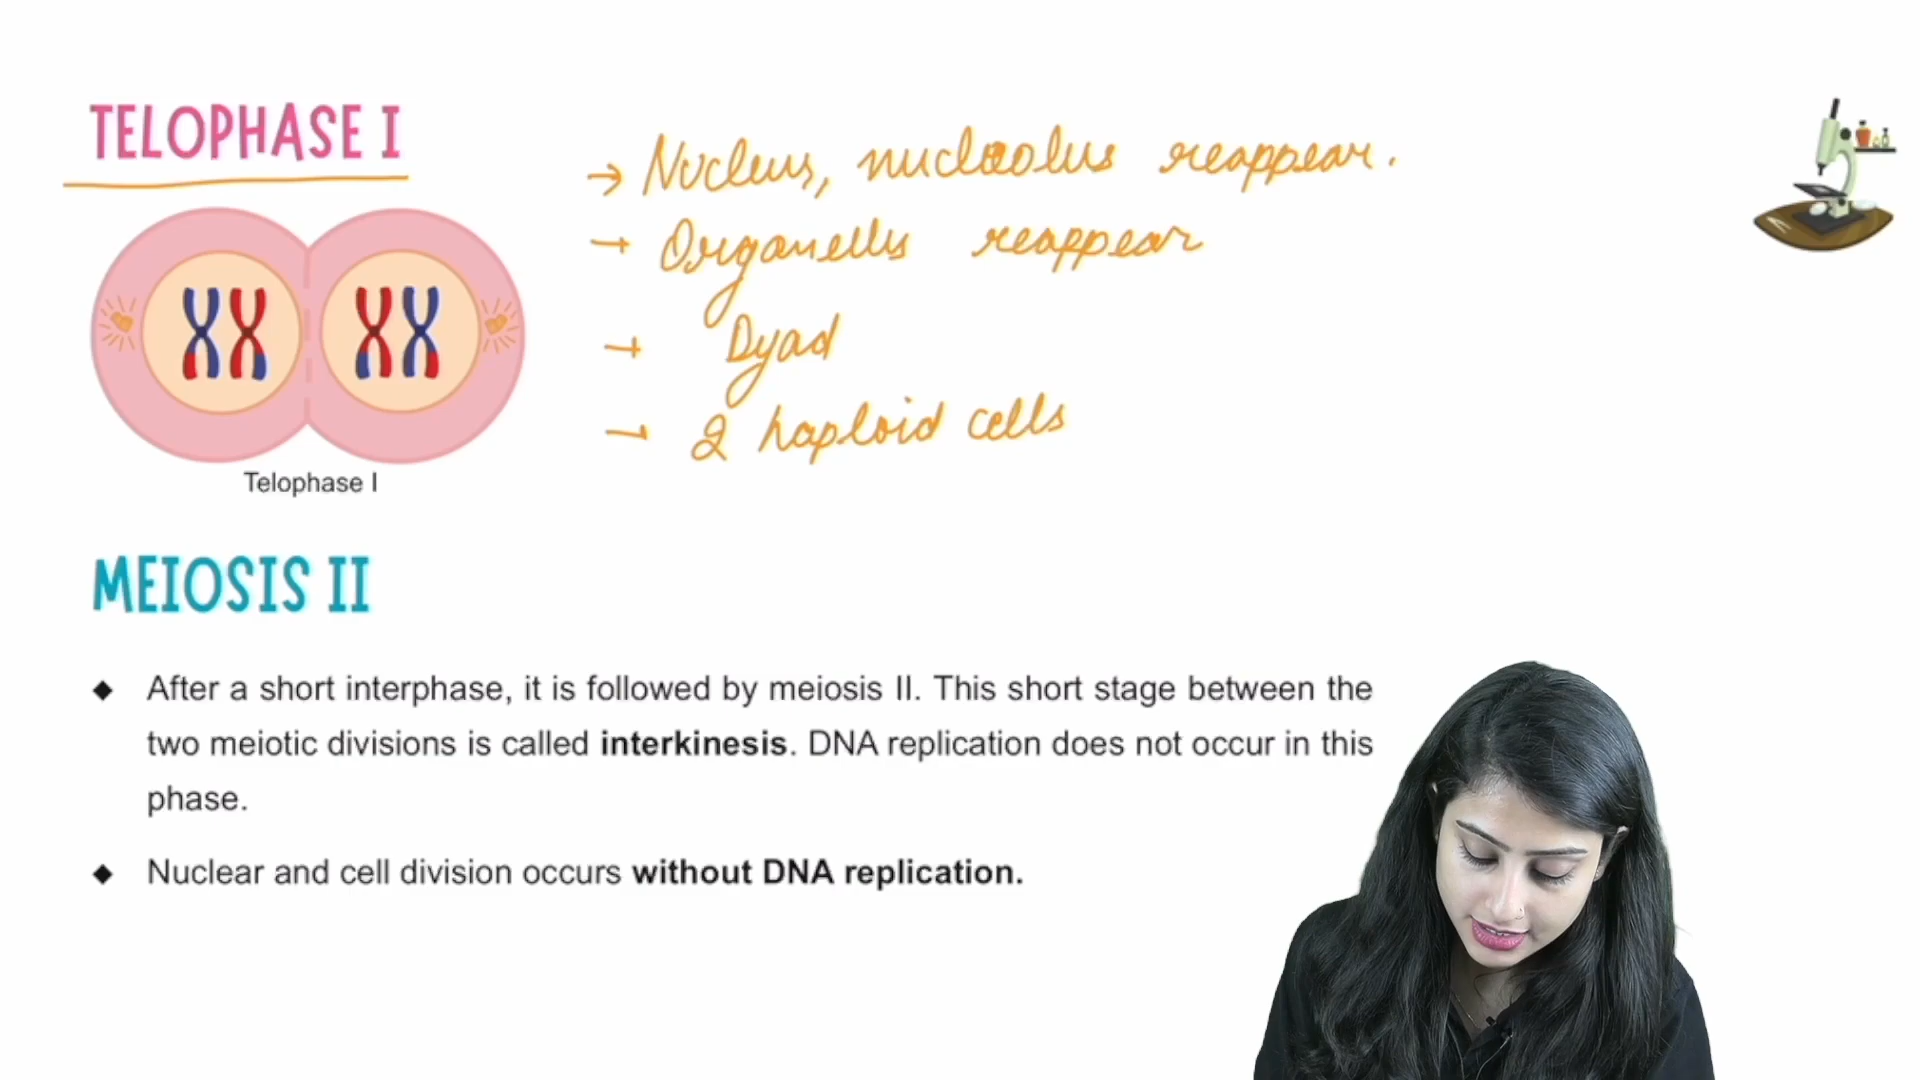 TELOPHASE I
→ Nucleus, nucleolus reappear.
→ Organelles reappear
→ Dyad
→ 2 haploid cells
Telophase I
MEIOSIS II
◆ After a short interphase, it is followed by meiosis II. This short stage between the
two meiotic divisions is called interkinesis. DNA replication does not occur in this
phase.
◆ Nuclear and cell division occurs without DNA replication.